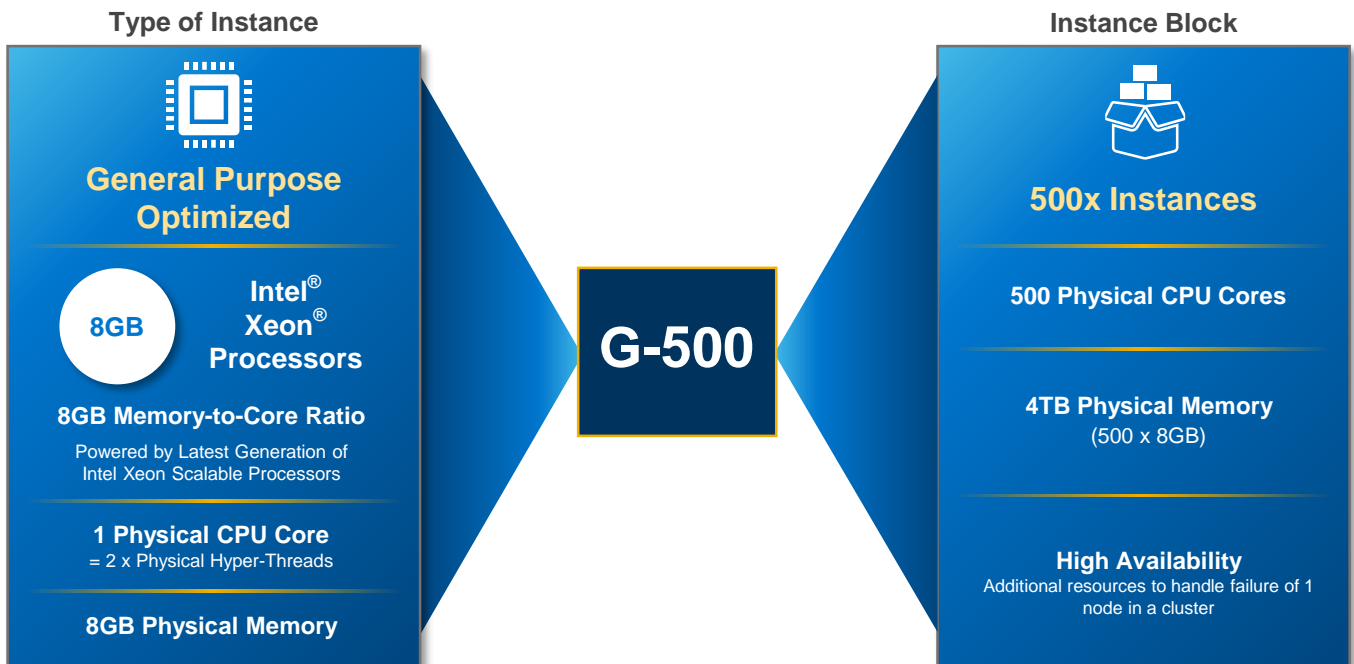 Type of Instance
General Purpose
Optimized
8GB
Intel®
Xeon®
Processors
8GB Memory-to-Core Ratio
Powered by Latest Generation of
Intel Xeon Scalable Processors
1 Physical CPU Core
= 2 x Physical Hyper-Threads
8GB Physical Memory
G-500
Instance Block
500x Instances
500 Physical CPU Cores
4TB Physical Memory
(500 x 8GB)
High Availability
Additional resources to handle failure of 1
node in a cluster